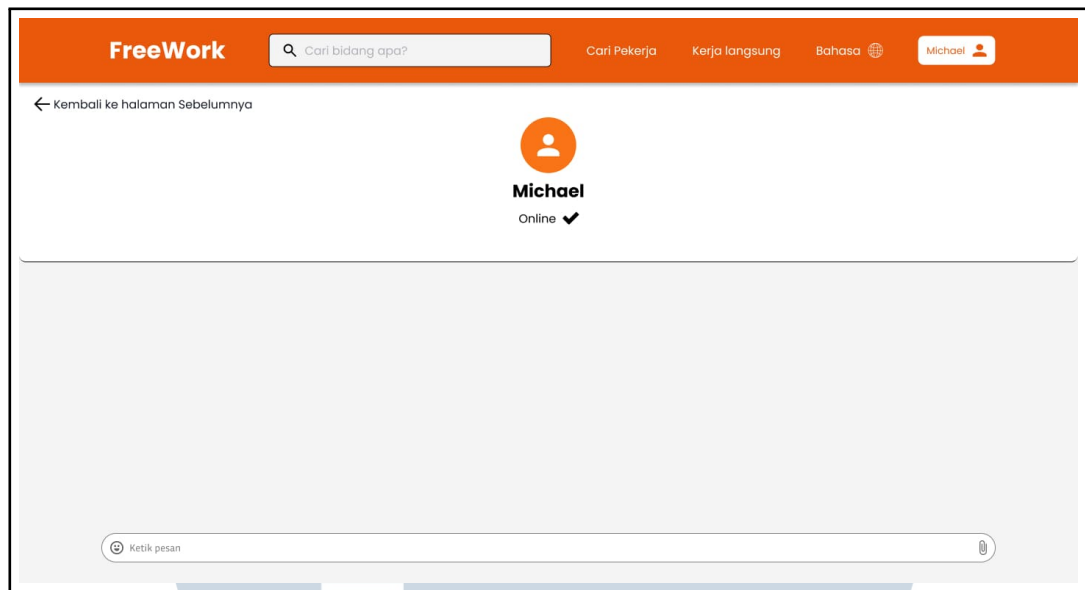 FreeWork
Cari bidang apa?
Cari Pekerja
Kerja langsung
Bahasa
Michael
Kembali ke halaman Sebelumnya
Michael
Online
Ketik pesan